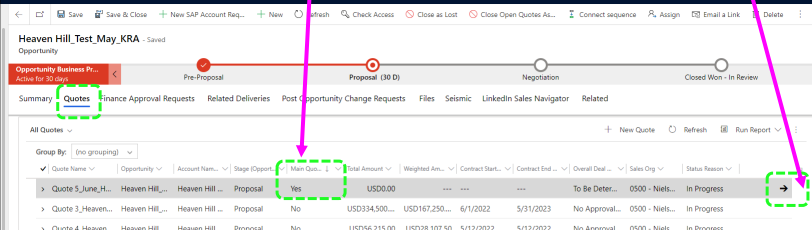 Save Save & Close New SAP Account Req... New Refresh Check Access Close as Lost Close Open Quotes As... Connect sequence Assign Email a Link Delete
Heaven Hill_Test_May_KRA - Saved
Opportunity
Opportunity Business Pr...
Active for 30 days
Pre-Proposal Proposal (30 D) Negotiation Closed Won - In Review
Summary Quotes Finance Approval Requests Related Deliveries Post Opportunity Change Requests Files Seismic LinkedIn Sales Navigator Related
All Quotes New Quote Refresh Run Report
Group By: (no grouping)
Quote Name Opportunity Account Nam... Stage (Opport... Main Quo... Total Amount Weighted Am... Contract Start... Contract End ... Overall Deal ... Sales Org Status Reason
Quote 5_June_H... Heaven Hill_... Heaven Hill ... Proposal Yes USD0.00 --- --- --- To Be Deter... 0500 - Niels... In Progress
Quote 3_Heaven... Heaven Hill_... Heaven Hill ... Proposal No USD334,500.... USD167,250.... 6/1/2022 5/31/2023 No Approval... 0500 - Niels... In Progress
Quote 4_Heaven Heaven Hill Heaven Hill Proposal No USD56,215.00 USD28,107.50 5/12/2022 5/12/2022 No Approval 0500 - Niels In Progress